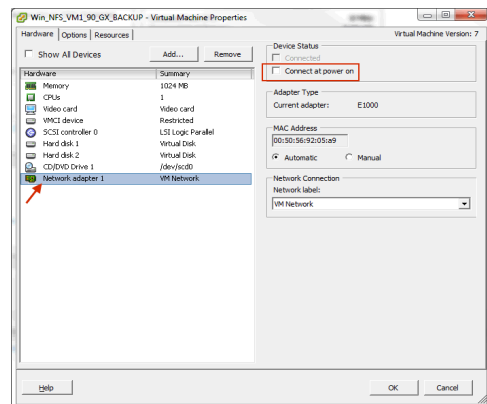 Win_NFS_VM1_90_GX_BACKUP - Virtual Machine Properties
Hardware Options Resources
Virtual Machine Version: 7
Show All Devices
Add...
Remove
Hardware Summary
Memory 1024 MB
CPUs 1
Video card Video card
VMCI device Restricted
SCSI controller 0 LSI Logic Parallel
Hard disk 1 Virtual Disk
Hard disk 2 Virtual Disk
CD/DVD Drive 1 /dev/scd0
Network adapter 1 VM Network
Device Status
Connected
Connect at power on
Adapter Type
Current adapter: E1000
MAC Address
00:50:56:92:05:a9
Automatic Manual
Network Connection
Network label:
VM Network
Help
OK
Cancel